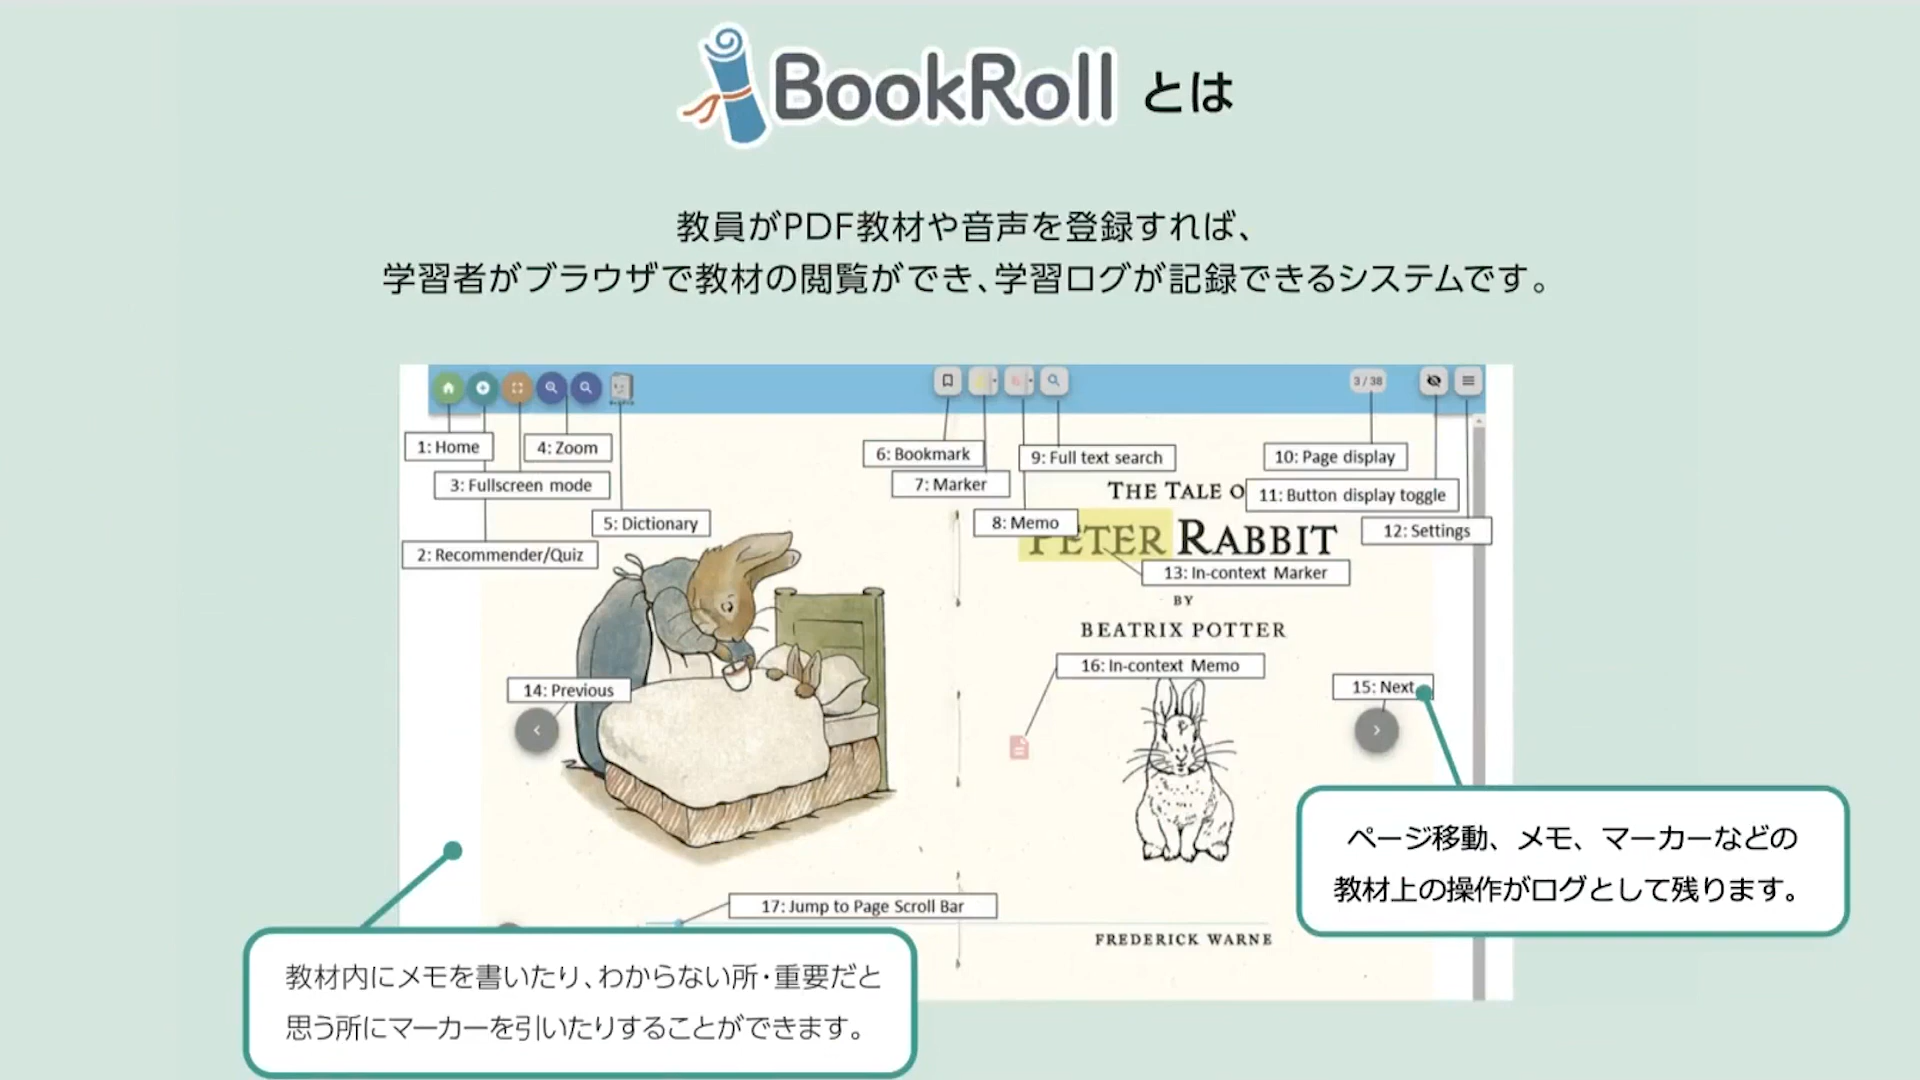 BookRoll とは
教員がPDF教材や音声を登録すれば、
学習者がブラウザで教材の閲覧ができ、学習ログが記録できるシステムです。
3 / 38
1: Home
4: Zoom
6: Bookmark
9: Full text search
10: Page display
3: Fullscreen mode
7: Marker
THE TALE O
11: Button display toggle
5: Dictionary
8: Memo
12: Settings
PETER RABBIT
2: Recommender/Quiz
13: In-context Marker
BY
BEATRIX POTTER
16: In-context Memo
14: Previous
15: Next
ページ移動、メモ、マーカーなどの
教材上の操作がログとして残ります。
17: Jump to Page Scroll Bar
FREDERICK WARNE
教材内にメモを書いたり、わからない所・重要だと
思う所にマーカーを引いたりすることができます。